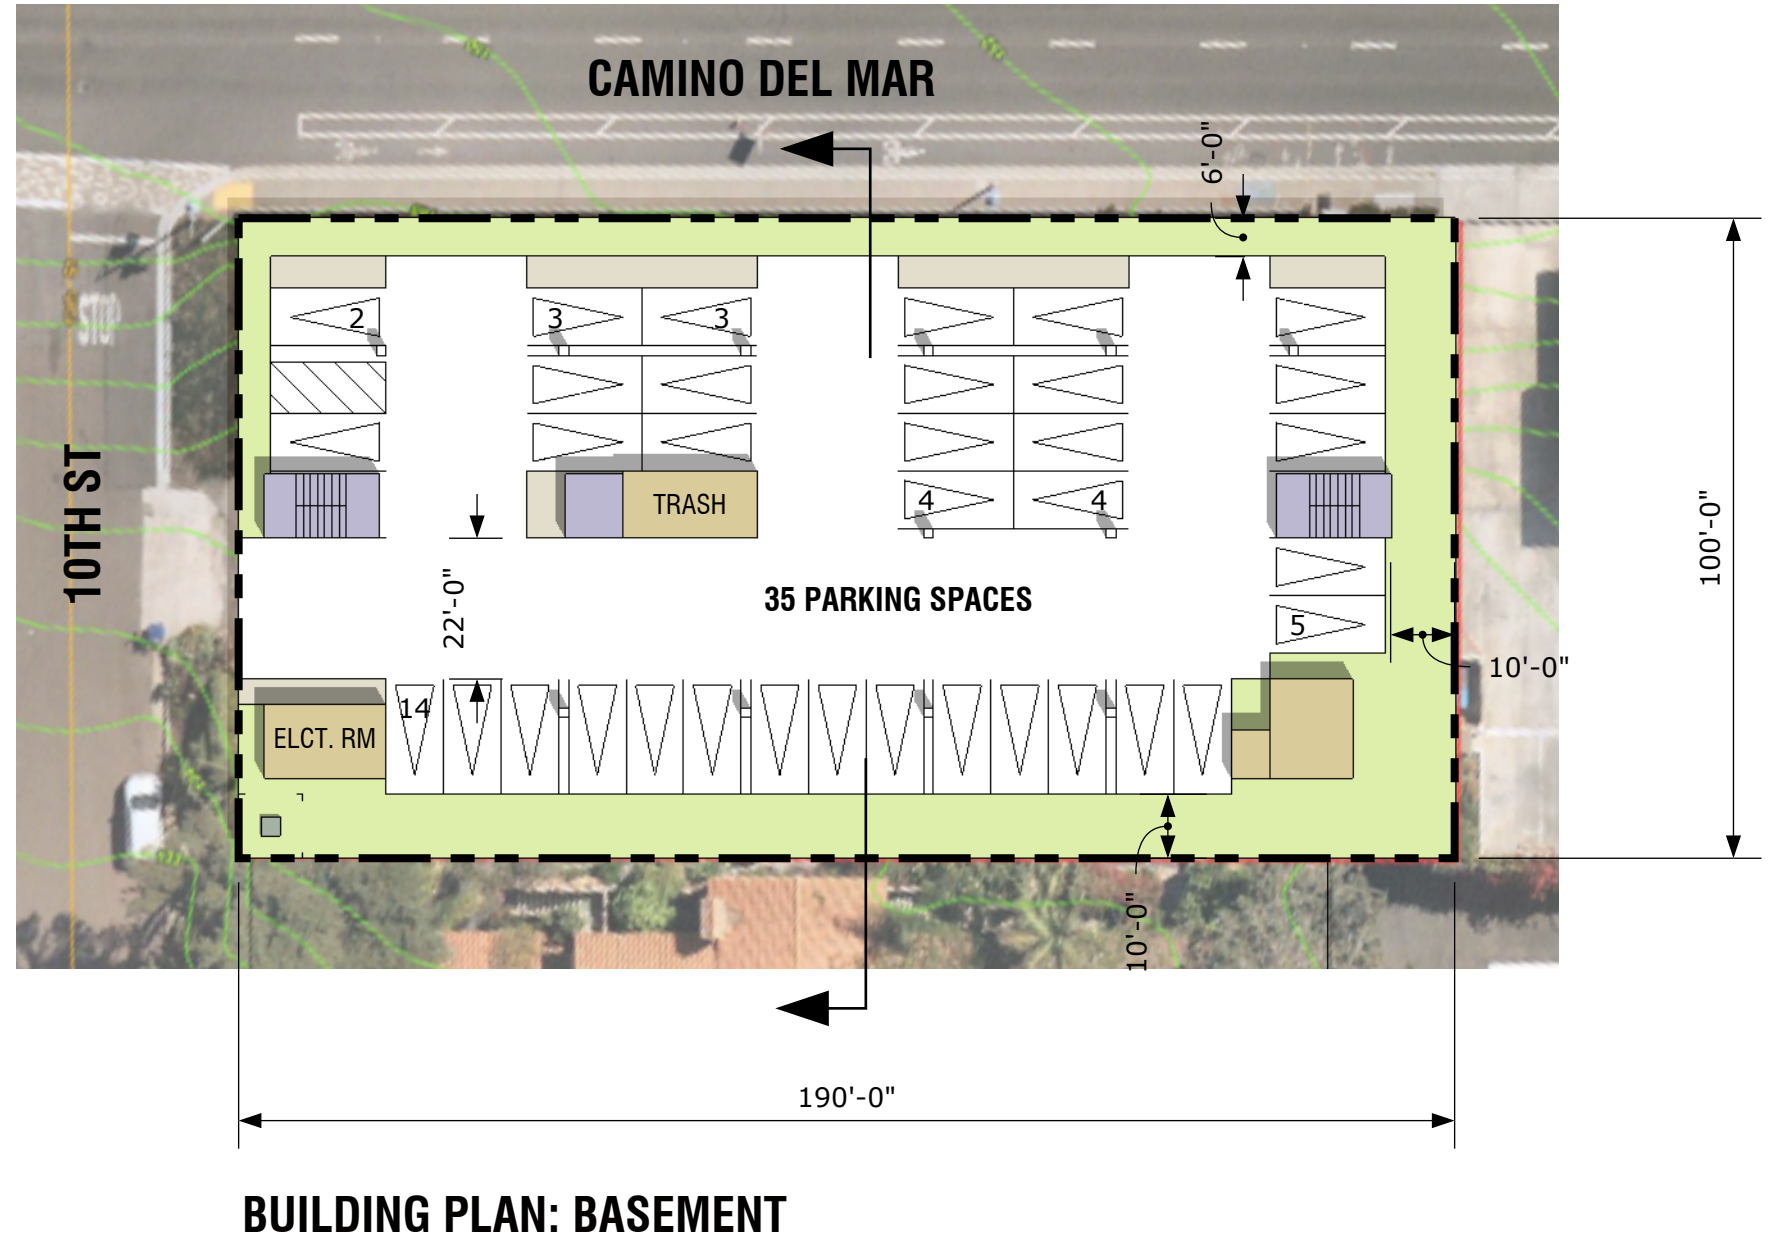 CAMINO DEL MAR
6'-0"
2
3
3
STOP
10TH ST
TRASH
4
4
100'-0"
22'-0"
35 PARKING SPACES
5
10'-0"
14
ELCT. RM
10'-0"
190'-0"
BUILDING PLAN: BASEMENT